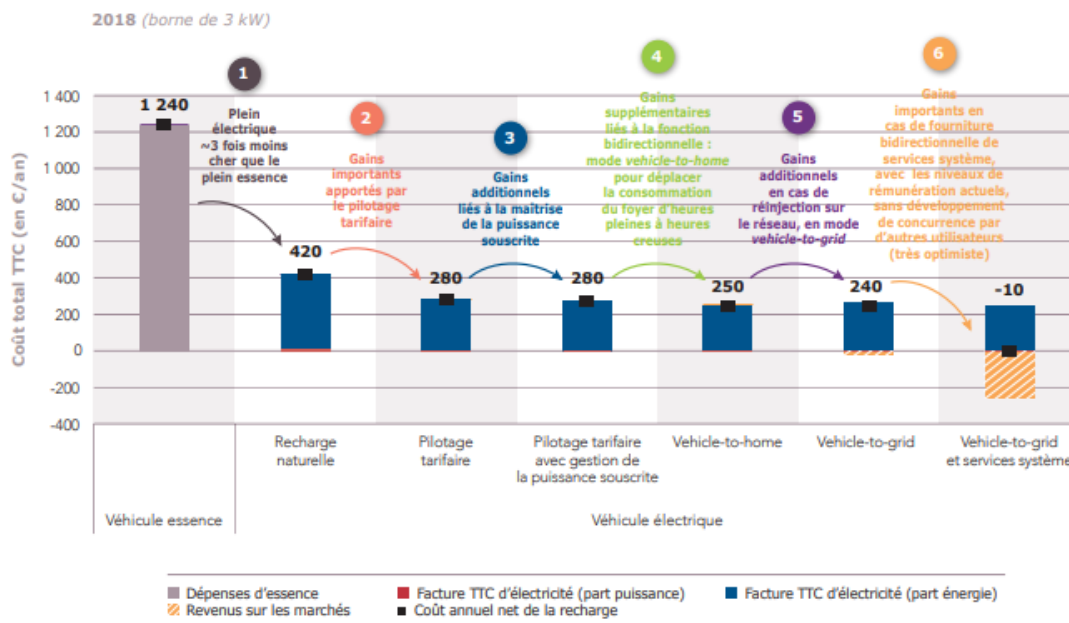 2018 (borne de 3 kW)
Coût total TTC (en €/an)
1 400
1 200
1 000
800
600
400
200
0
-200
-400
1
Plein
électrique
~3 fois moins
cher que le
plein essence
2
Gains
importants
apportés par
le pilotage
tarifaire
3
Gains
additionnels
liés à la maîtrise
de la puissance
souscrite
4
Gains
supplémentaires
liés à la fonction
bidirectionnelle :
mode vehicle-to-home
pour déplacer
la consommation
du foyer d'heures
pleines à heures
creuses
5
Gains
additionnels
en cas de
réinjection sur
le réseau, en mode
vehicle-to-grid
6
Gains
importants en
cas de fourniture
bidirectionnelle de
services système,
avec les niveaux de
rémunération actuels,
sans développement
de concurrence par
d'autres utilisateurs
(très optimiste)
1 240
420
280
280
250
240
-10
Recharge
naturelle
Pilotage
tarifaire
Pilotage tarifaire
avec gestion de
la puissance souscrite
Vehicle-to-home
Vehicle-to-grid
Vehicle-to-grid
et services système
Véhicule essence
Véhicule électrique
Dépenses d'essence
Facture TTC d'électricité (part puissance)
Facture TTC d'électricité (part énergie)
Revenus sur les marchés
Coût annuel net de la recharge